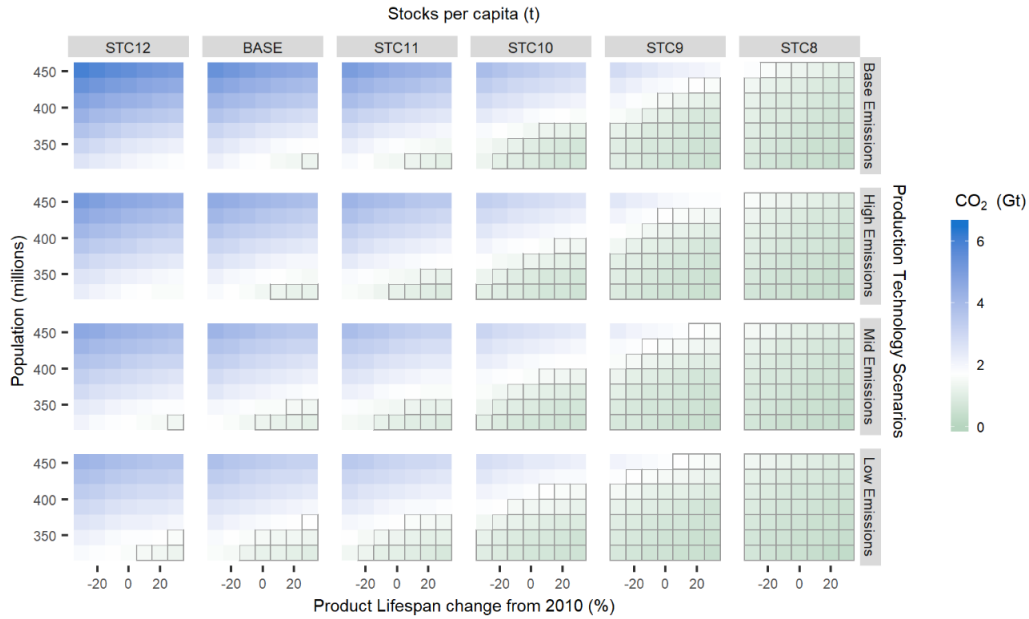 Stocks per capita (t)
STC12 BASE STC11 STC10 STC9 STC8
450
400
350
Base Emissions
450
400
350
High Emissions
450
400
350
Mid Emissions
450
400
350
Low Emissions
Population (millions)
Production Technology Scenarios
CO₂ (Gt)
6
4
2
0
-20 0 20 -20 0 20 -20 0 20 -20 0 20 -20 0 20 -20 0 20
Product Lifespan change from 2010 (%)